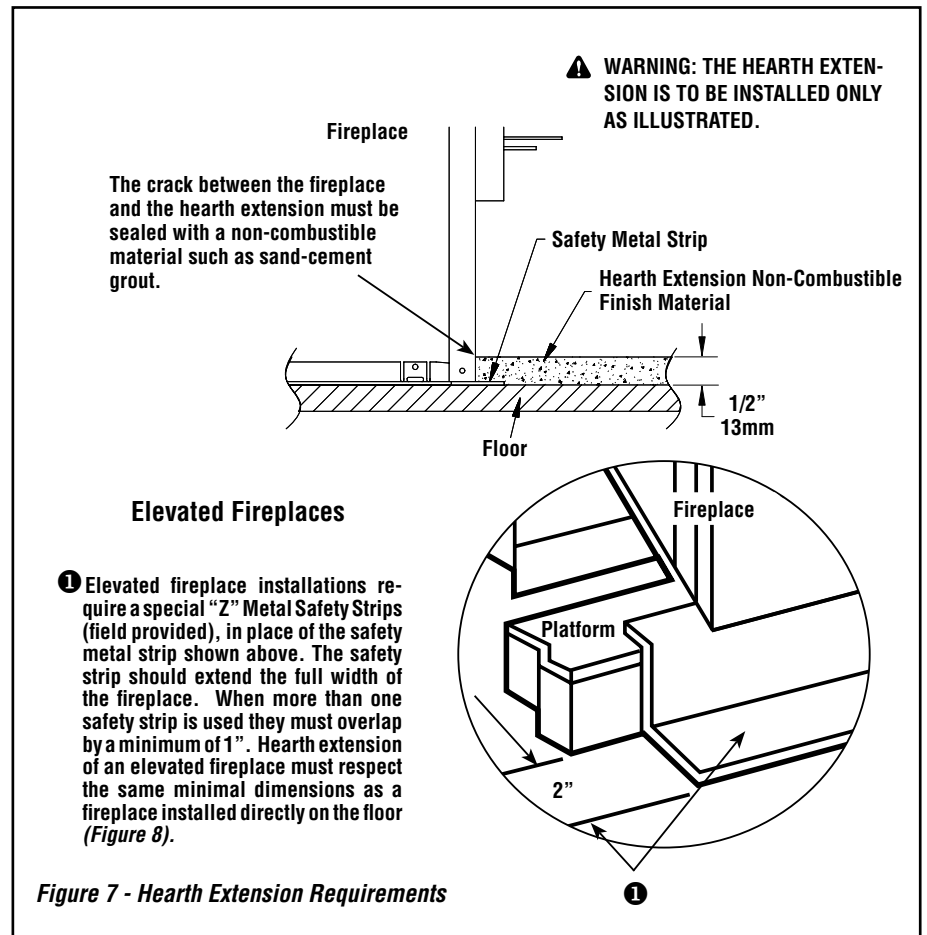 ⚠ WARNING: THE HEARTH EXTEN-
SION IS TO BE INSTALLED ONLY
AS ILLUSTRATED.
Fireplace
The crack between the fireplace
and the hearth extension must be
sealed with a non-combustible
material such as sand-cement
grout.
Safety Metal Strip
Hearth Extension Non-Combustible
Finish Material
1/2”
13mm
Floor
Elevated Fireplaces
❶ Elevated fireplace installations re-
quire a special “Z” Metal Safety Strips
(field provided), in place of the safety
metal strip shown above. The safety
strip should extend the full width of
the fireplace. When more than one
safety strip is used they must overlap
by a minimum of 1”. Hearth extension
of an elevated fireplace must respect
the same minimal dimensions as a
fireplace installed directly on the floor
(Figure 8).
Fireplace
Platform
2”
❶
Figure 7 - Hearth Extension Requirements